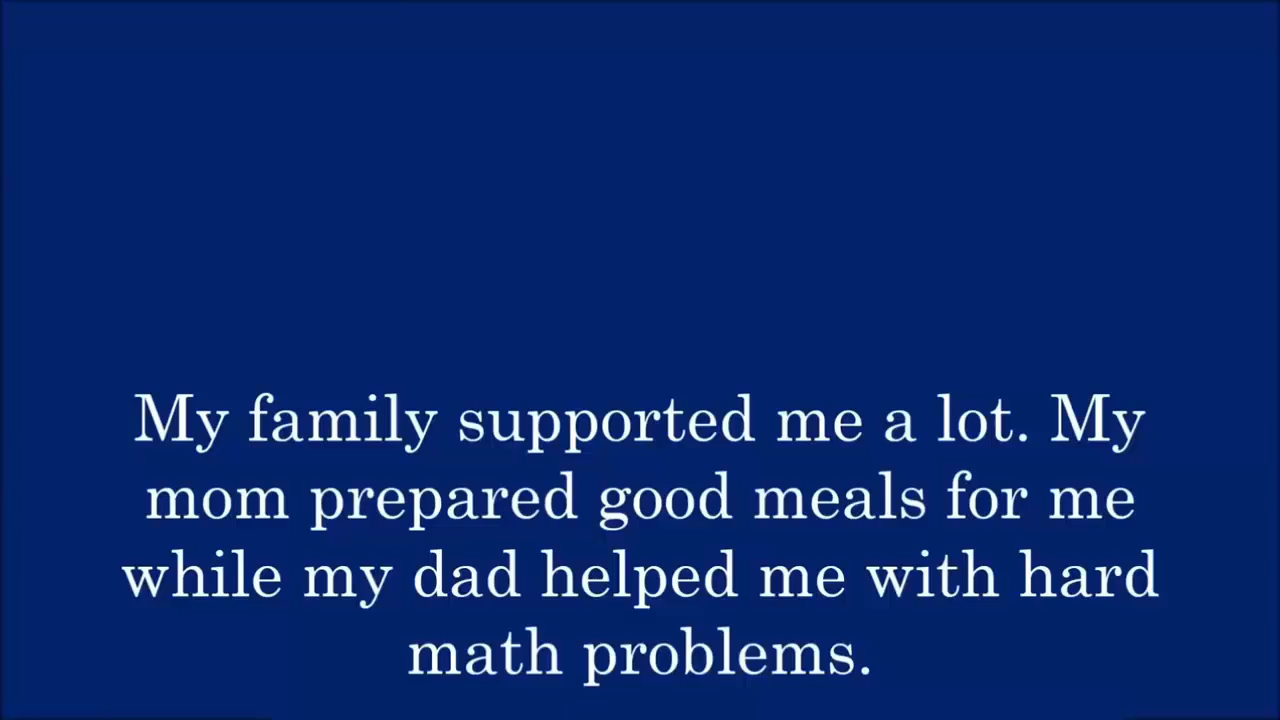 My family supported me a lot. My
mom prepared good meals for me
while my dad helped me with hard
math problems.